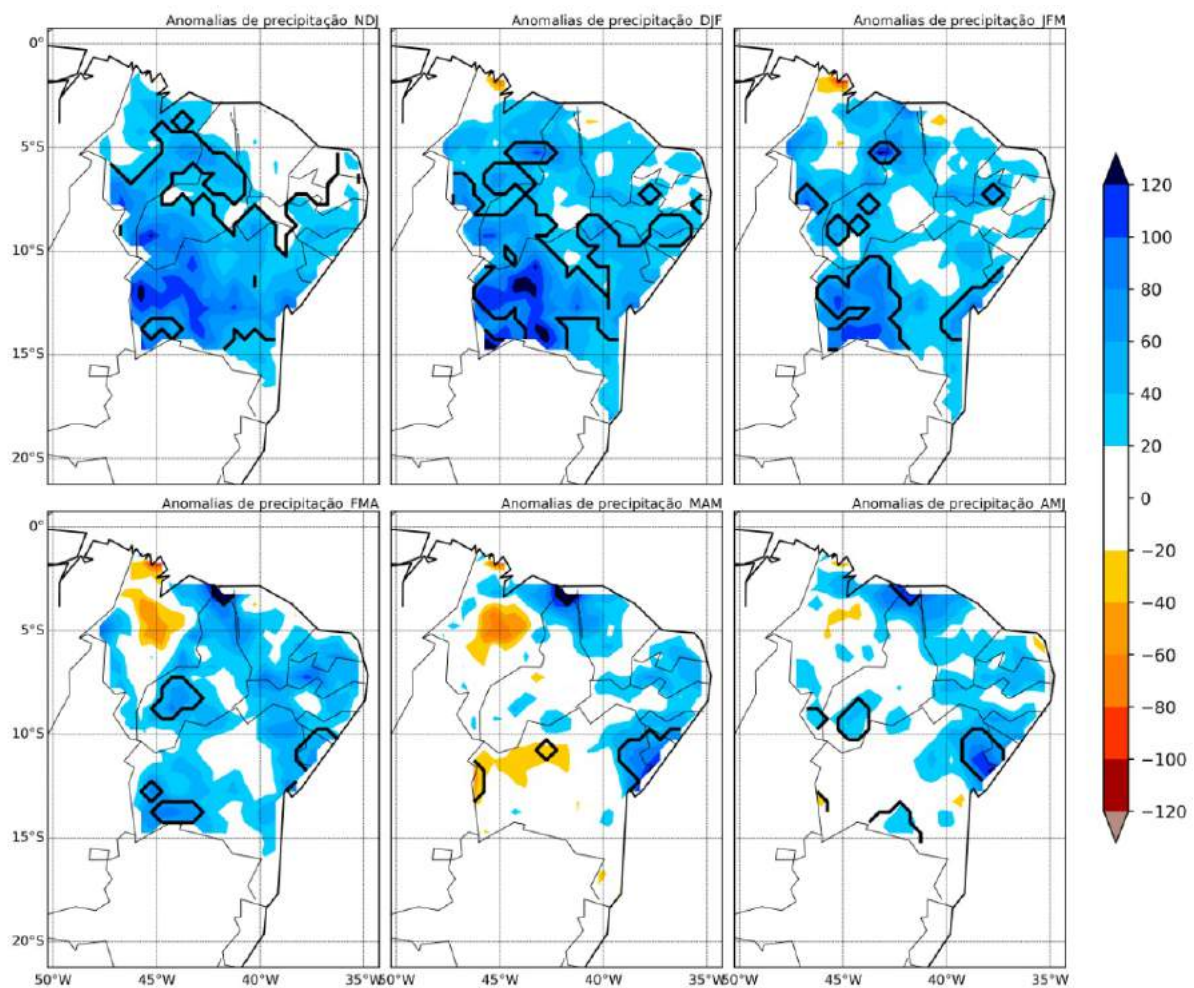 Anomalias de precipitação_NDJ
Anomalias de precipitação_DJF
Anomalias de precipitação_JFM
0°
5°S
10°S
15°S
20°S
Anomalias de precipitação_FMA
Anomalias de precipitação_MAM
Anomalias de precipitação_AMJ
0°
5°S
10°S
15°S
20°S
50°W 45°W 40°W 35°W 45°W 40°W 35°W 45°W 40°W 35°W
120
100
80
60
40
20
0
−20
−40
−60
−80
−100
−120